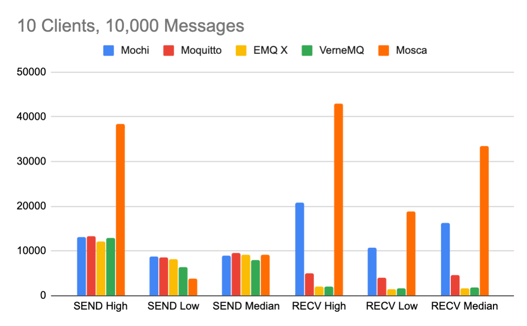 10 Clients, 10,000 Messages
Mochi Moquitto EMQ X VerneMQ Mosca
50000
40000
30000
20000
10000
0
SEND High SEND Low SEND Median RECV High RECV Low RECV Median